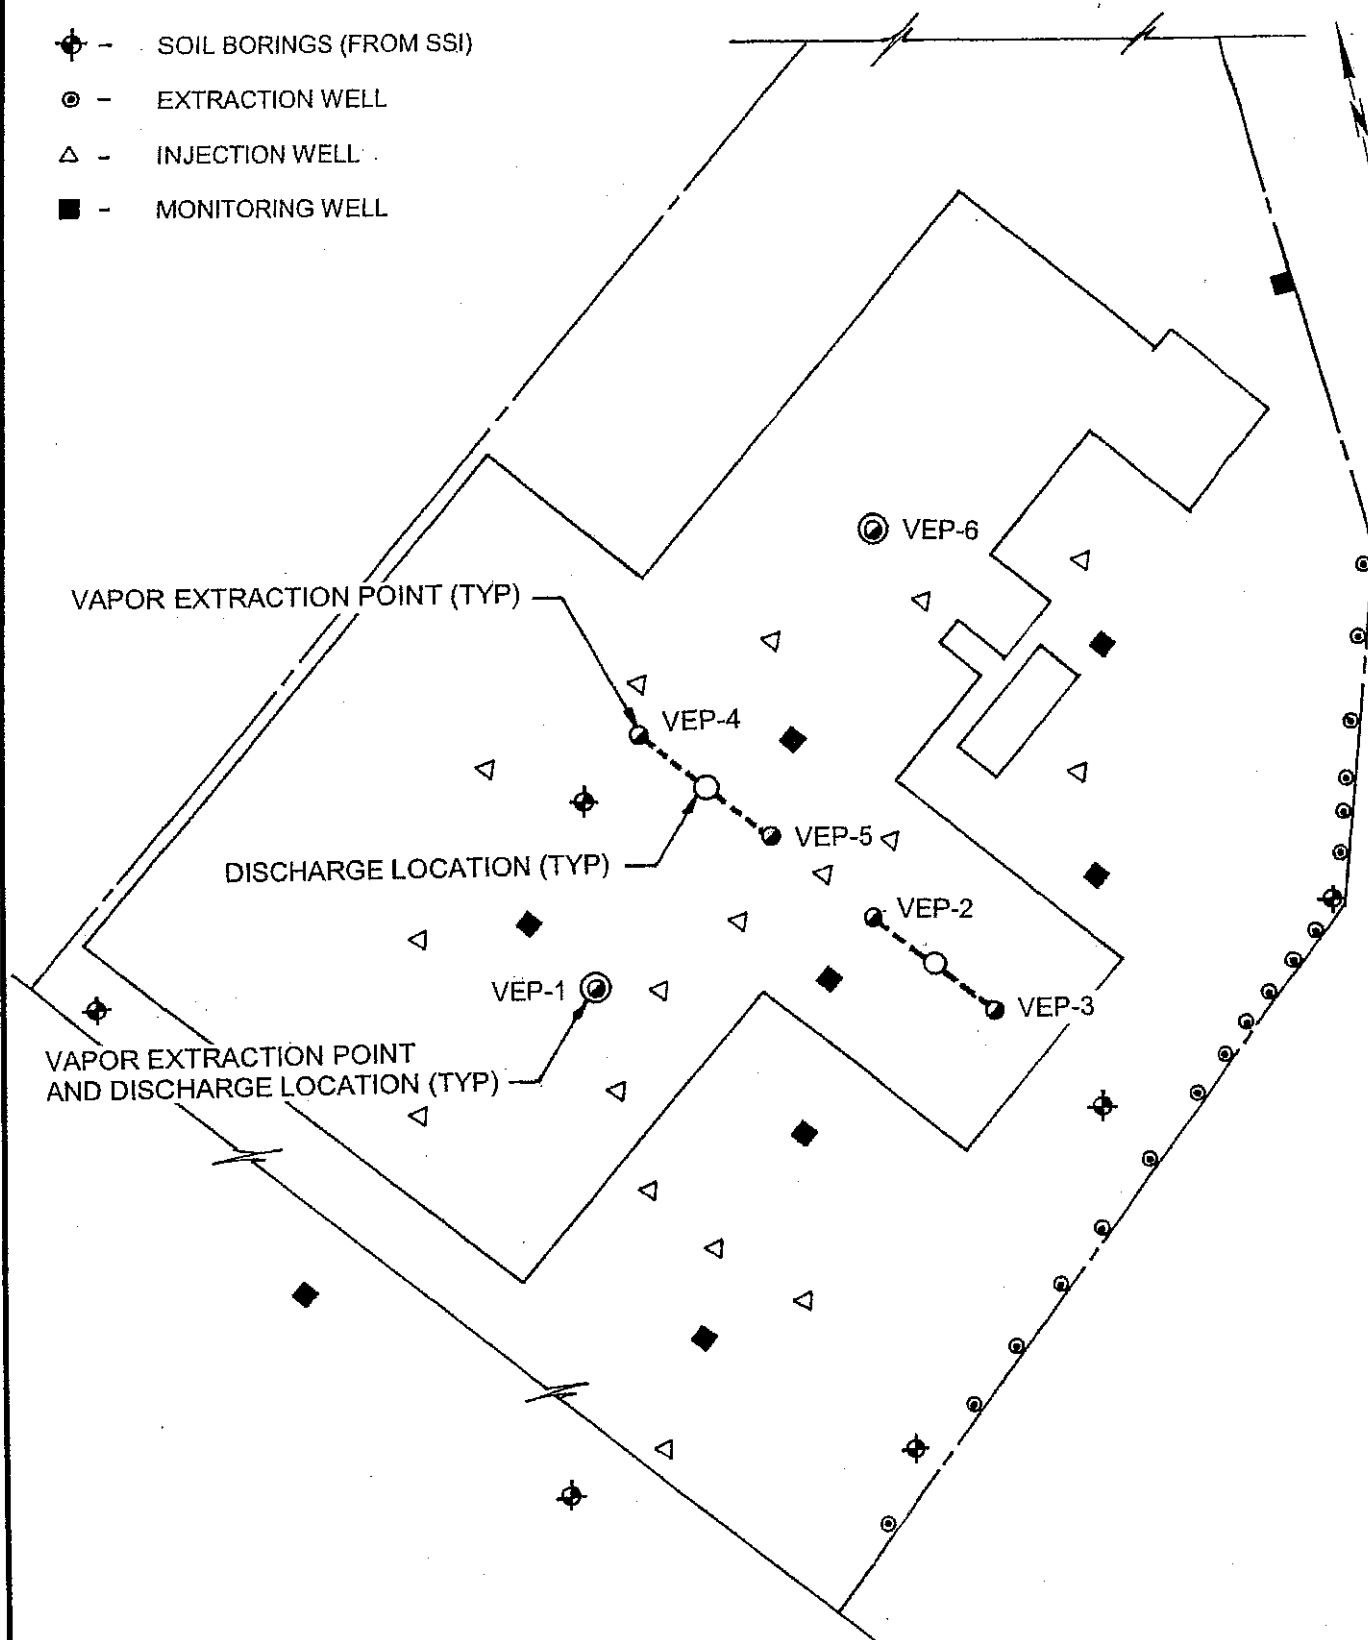 - SOIL BORINGS (FROM SSI)
- EXTRACTION WELL
- INJECTION WELL
- MONITORING WELL
N
VEP-6
VAPOR EXTRACTION POINT (TYP)
VEP-4
VEP-5
DISCHARGE LOCATION (TYP)
VEP-2
VEP-1
VEP-3
VAPOR EXTRACTION POINT
AND DISCHARGE LOCATION (TYP)